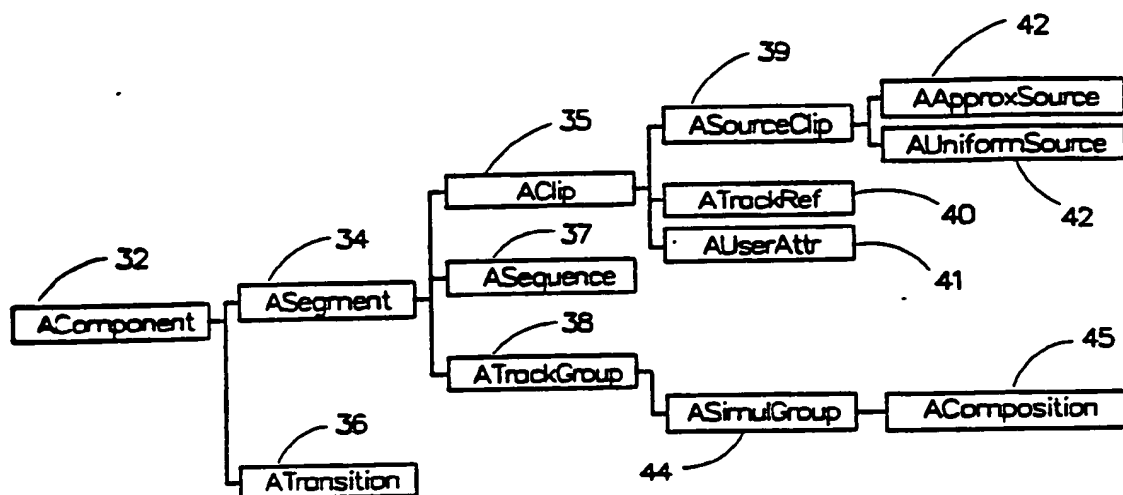 42
39
AApproxSource
35
ASourceClip
AUniformSource
AClip
ATrackRef
40
42
37
34
AUserAttr
41
32
ASequence
ASegment
38
AComponent
45
ATrackGroup
ASimulGroup
AComposition
36
44
ATransition